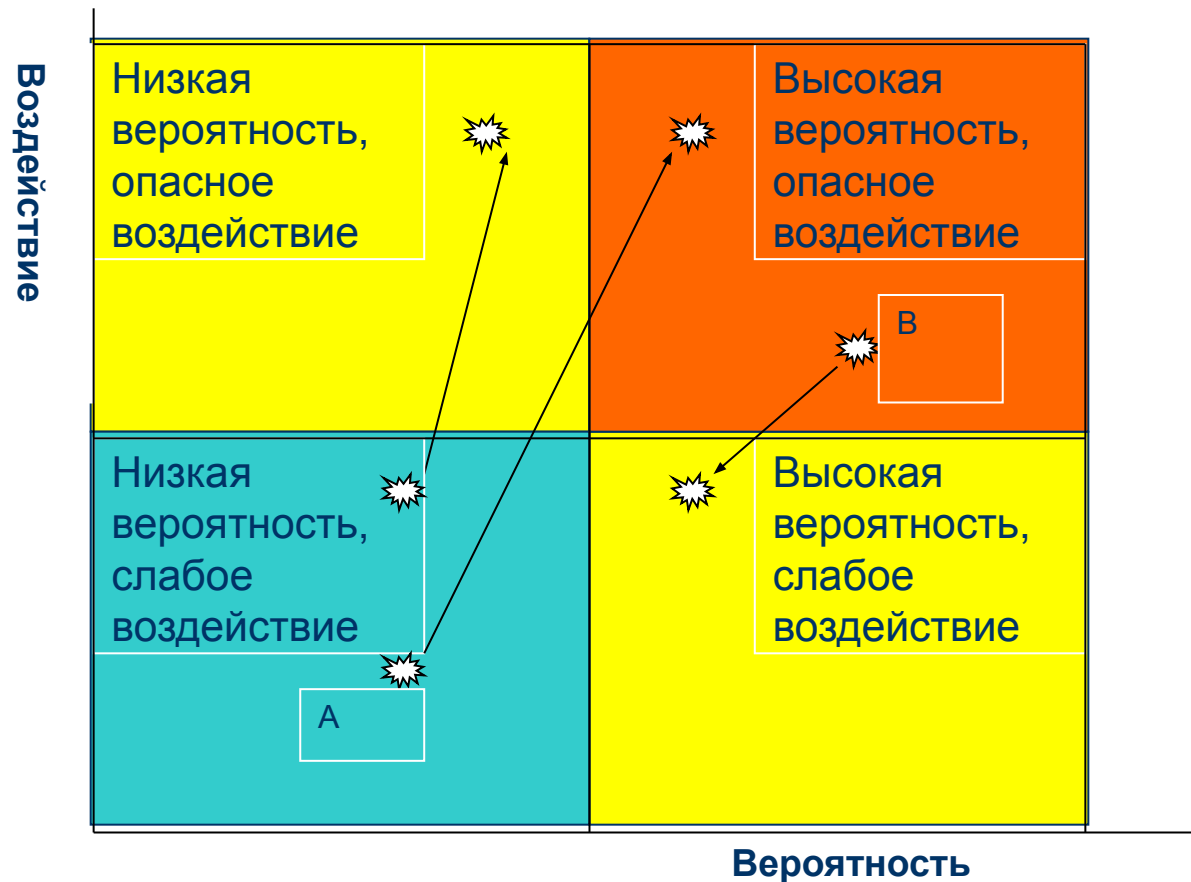 Воздействие
Низкая
вероятность,
опасное
воздействие
Высокая
вероятность,
опасное
воздействие
В
Низкая
вероятность,
слабое
воздействие
Высокая
вероятность,
слабое
воздействие
А
Вероятность